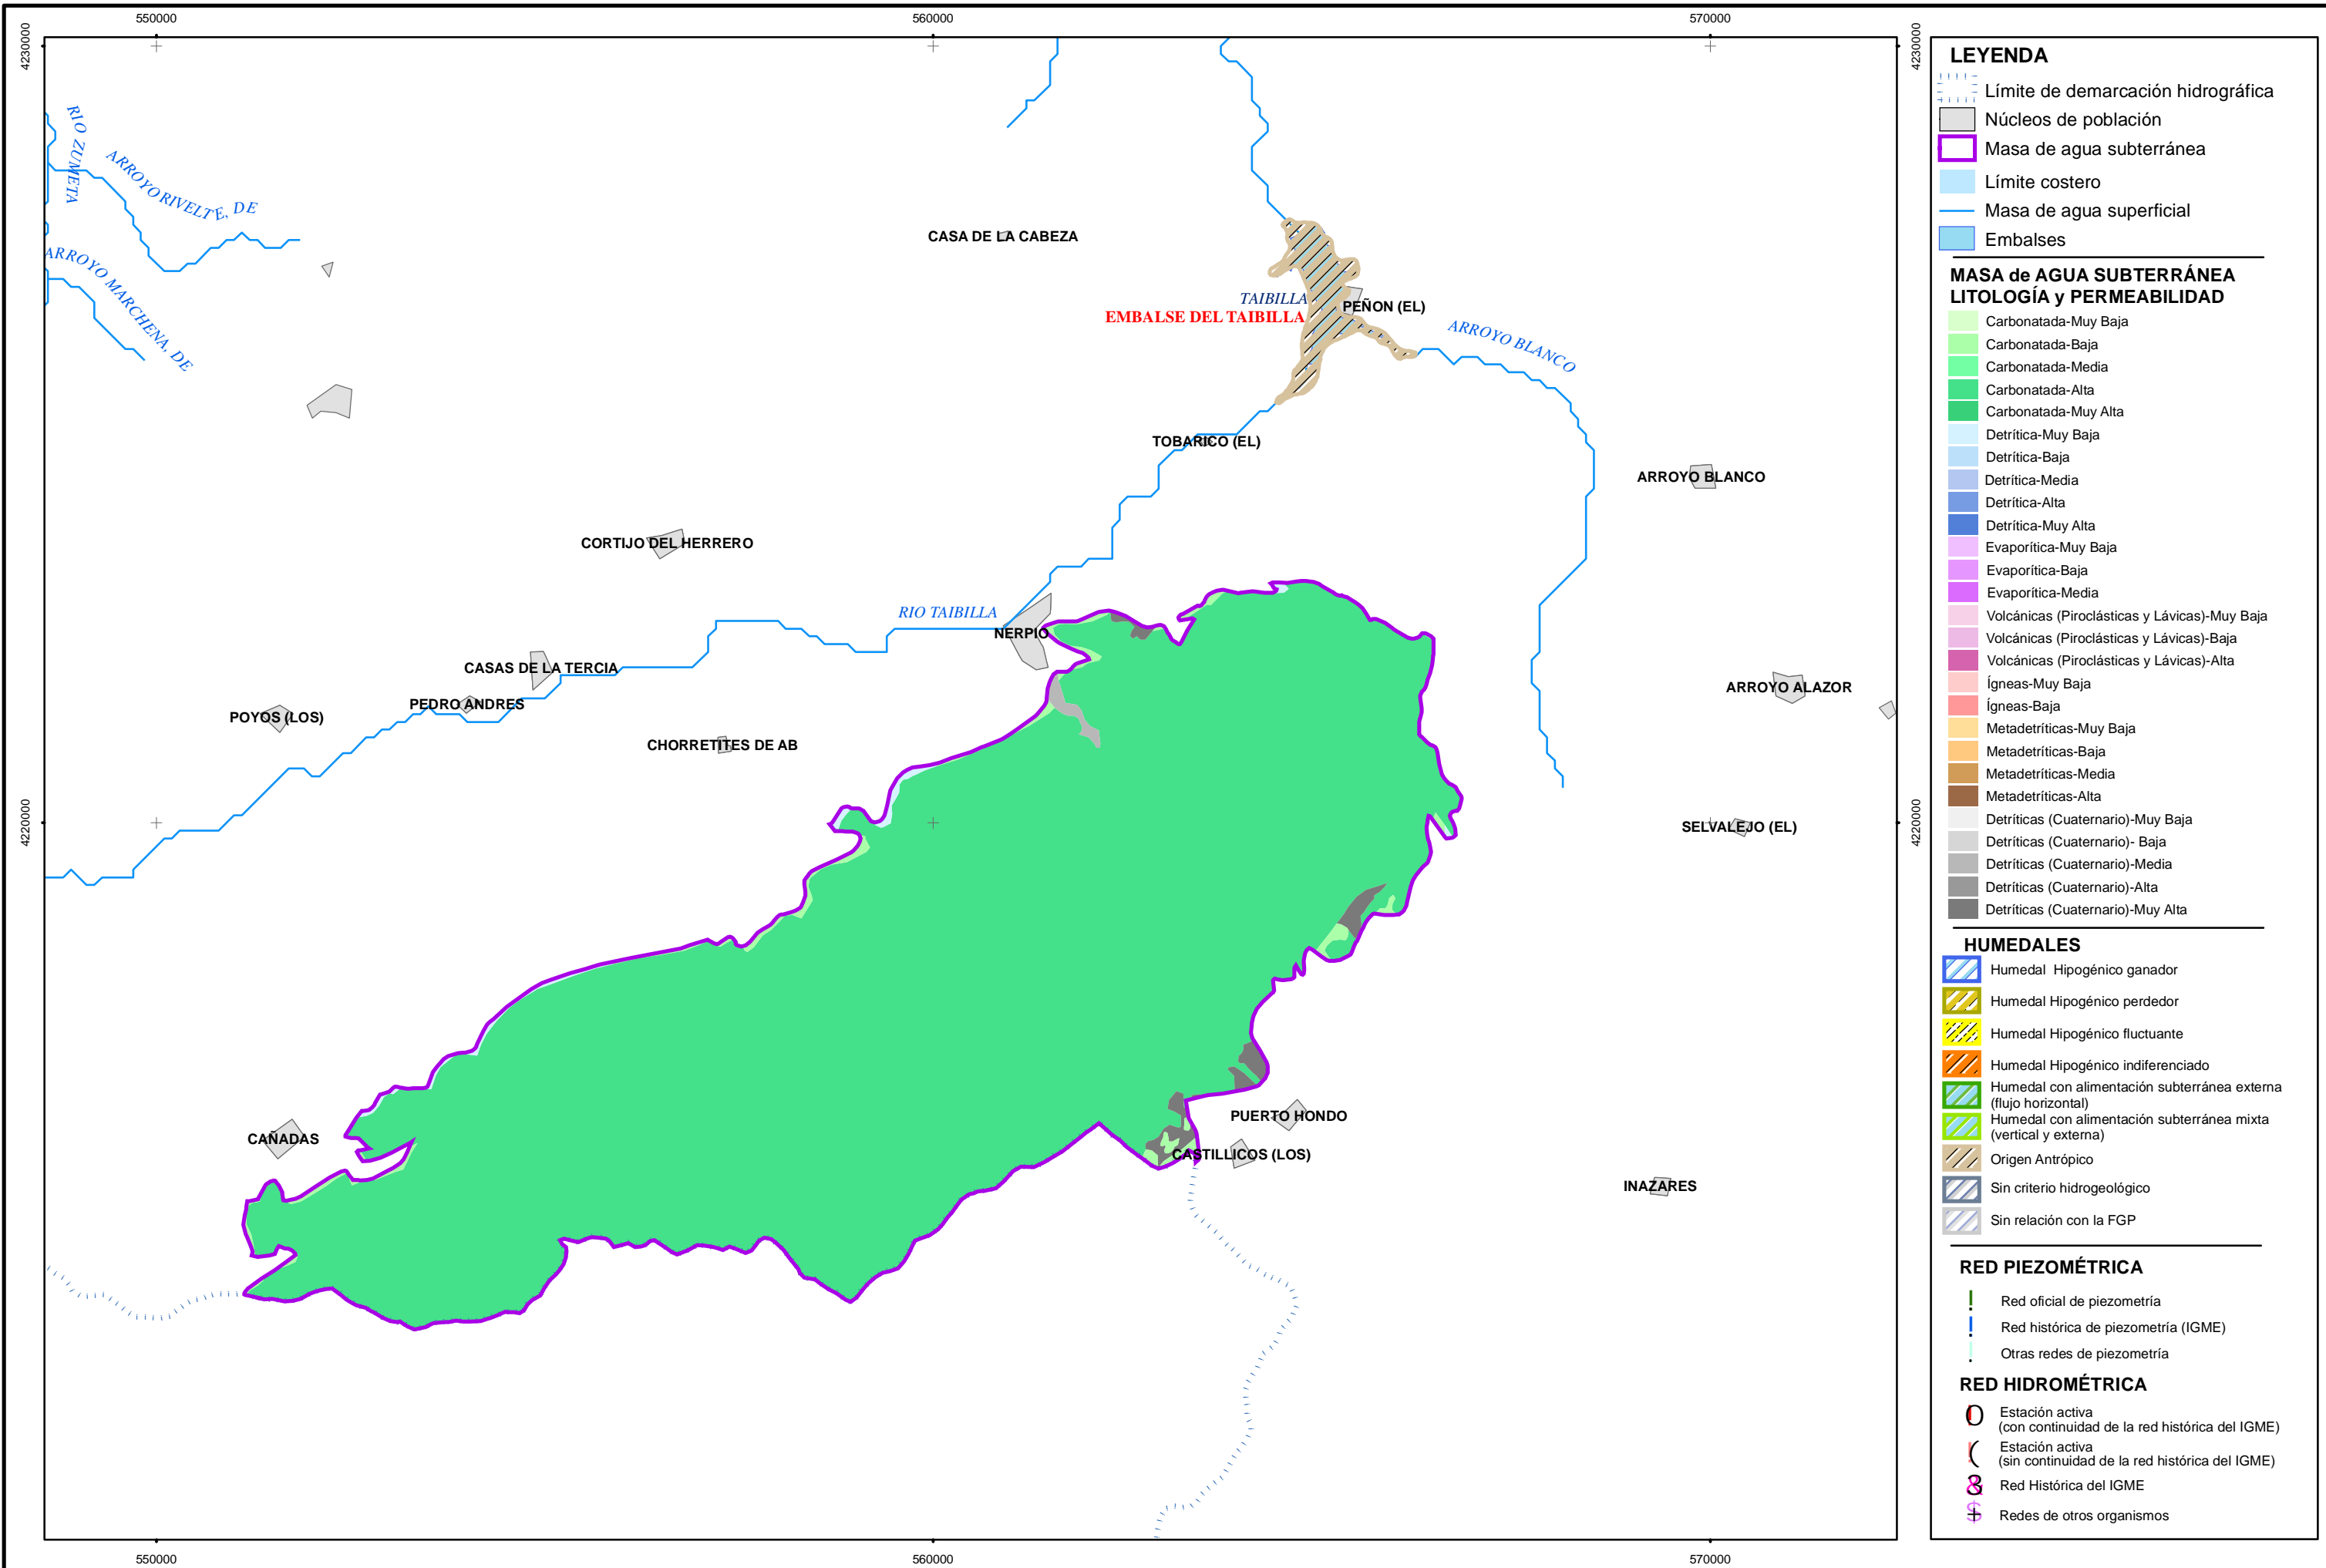 550000
560000
570000
4230000
4230000
RIO ZUMETA
ARROYO RIVELTE, DE
ARROYO MARCHENA, DE
CASA DE LA CABEZA
TAIBILLA
PEÑON (EL)
EMBALSE DEL TAIBILLA
ARROYO BLANCO
TOBARICO (EL)
ARROYO BLANCO
CORTIJO DEL HERRERO
RIO TAIBILLA
NERPIO
CASAS DE LA TERCIA
ARROYO ALAZOR
PEDRO ANDRES
POYOS (LOS)
CHORRETITES DE AB
4220000
4220000
SELVALEJO (EL)
PUERTO HONDO
CAÑADAS
CASTILLICOS (LOS)
INAZARES
550000
560000
570000
LEYENDA
Límite de demarcación hidrográfica
Núcleos de población
Masa de agua subterránea
Límite costero
Masa de agua superficial
Embalses
MASA de AGUA SUBTERRÁNEA
LITOLOGÍA y PERMEABILIDAD
Carbonatada-Muy Baja
Carbonatada-Baja
Carbonatada-Media
Carbonatada-Alta
Carbonatada-Muy Alta
Detrítica-Muy Baja
Detrítica-Baja
Detrítica-Media
Detrítica-Alta
Detrítica-Muy Alta
Evaporítica-Muy Baja
Evaporítica-Baja
Evaporítica-Media
Volcánicas (Piroclásticas y Lávicas)-Muy Baja
Volcánicas (Piroclásticas y Lávicas)-Baja
Volcánicas (Piroclásticas y Lávicas)-Alta
Ígneas-Muy Baja
Ígneas-Baja
Metadetríticas-Muy Baja
Metadetríticas-Baja
Metadetríticas-Media
Metadetríticas-Alta
Detríticas (Cuaternario)-Muy Baja
Detríticas (Cuaternario)- Baja
Detríticas (Cuaternario)-Media
Detríticas (Cuaternario)-Alta
Detríticas (Cuaternario)-Muy Alta
HUMEDALES
Humedal Hipogénico ganador
Humedal Hipogénico perdedor
Humedal Hipogénico fluctuante
Humedal Hipogénico indiferenciado
Humedal con alimentación subterránea externa
(flujo horizontal)
Humedal con alimentación subterránea mixta
(vertical y externa)
Origen Antrópico
Sin criterio hidrogeológico
Sin relación con la FGP
RED PIEZOMÉTRICA
Red oficial de piezometría
Red histórica de piezometría (IGME)
Otras redes de piezometría
RED HIDROMÉTRICA
Estación activa
(con continuidad de la red histórica del IGME)
Estación activa
(sin continuidad de la red histórica del IGME)
Red Histórica del IGME
Redes de otros organismos